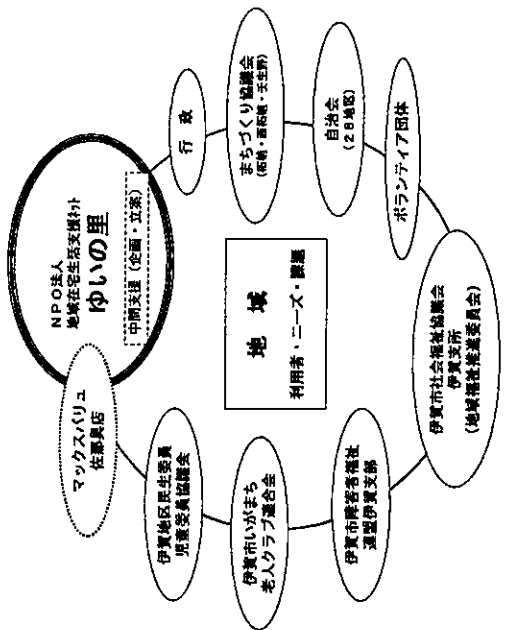 NPO法人
地域在宅生活支援ネット
ゆいの里
中間支援(企画・立案)
行政
まちづくり協議会
(柘植・西柘植・壬生野)
自治会
(28地区)
ボランティア団体
伊賀市社会福祉協議会
伊賀支所
(地域福祉推進委員会)
伊賀市障害者福祉
連盟伊賀支部
伊賀市いがまち
老人クラブ連合会
伊賀地区民生委員
児童委員協議会
マックスバリュ
佐那具店
地域
利用者・ニーズ・課題